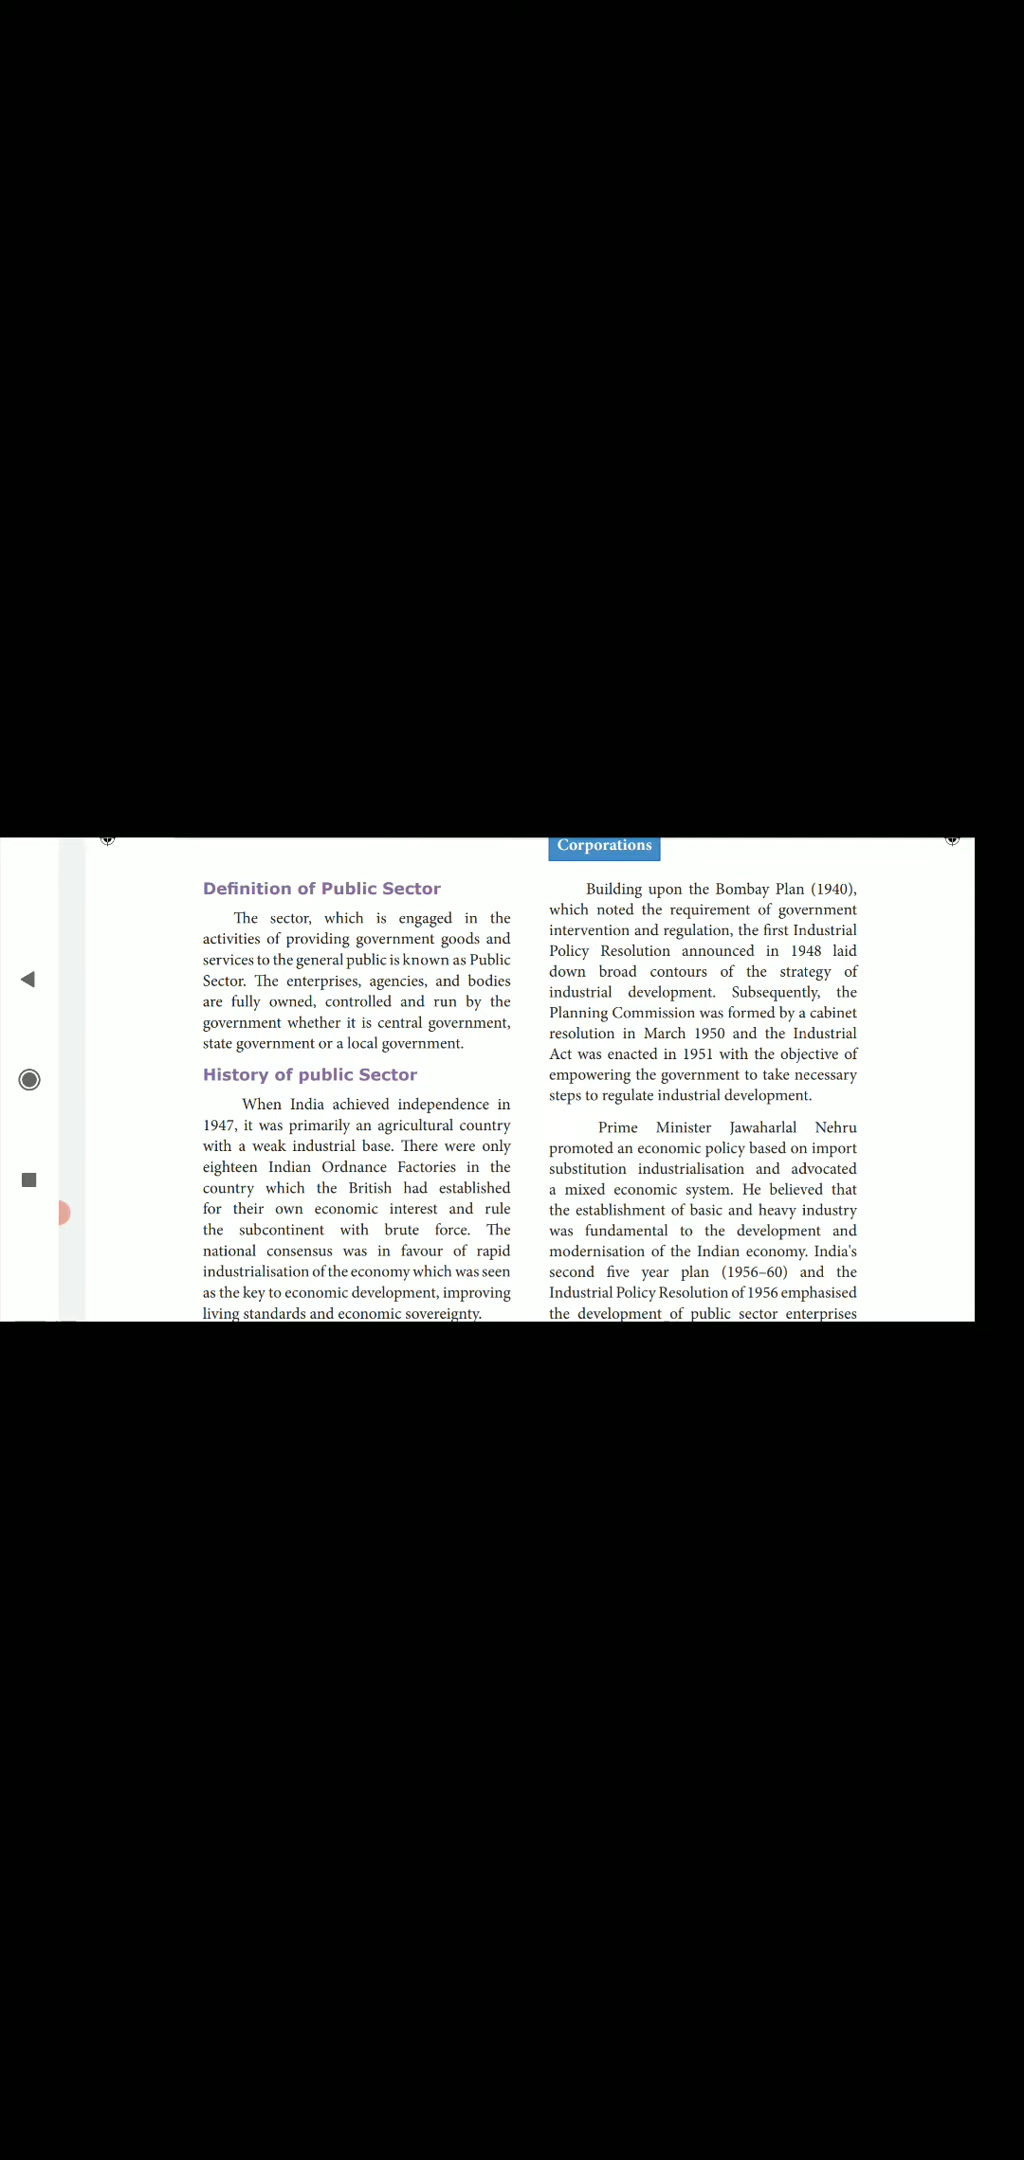 Definition of Public Sector
The sector, which is engaged in the
activities of providing government goods and
services to the general public is known as Public
Sector. The enterprises, agencies, and bodies
are fully owned, controlled and run by the
government whether it is central government,
state government or a local government.
History of public Sector
When India achieved independence in
1947, it was primarily an agricultural country
with a weak industrial base. There were only
eighteen Indian Ordnance Factories in the
country which the British had established
for their own economic interest and rule
the subcontinent with brute force. The
national consensus was in favour of rapid
industrialisation of the economy which was seen
as the key to economic development, improving
living standards and economic sovereignty.
Corporations
Building upon the Bombay Plan (1940),
which noted the requirement of government
intervention and regulation, the first Industrial
Policy Resolution announced in 1948 laid
down broad contours of the strategy of
industrial development. Subsequently, the
Planning Commission was formed by a cabinet
resolution in March 1950 and the Industrial
Act was enacted in 1951 with the objective of
empowering the government to take necessary
steps to regulate industrial development.
Prime Minister Jawaharlal Nehru
promoted an economic policy based on import
substitution industrialisation and advocated
a mixed economic system. He believed that
the establishment of basic and heavy industry
was fundamental to the development and
modernisation of the Indian economy. India's
second five year plan (1956–60) and the
Industrial Policy Resolution of 1956 emphasised
the development of public sector enterprises